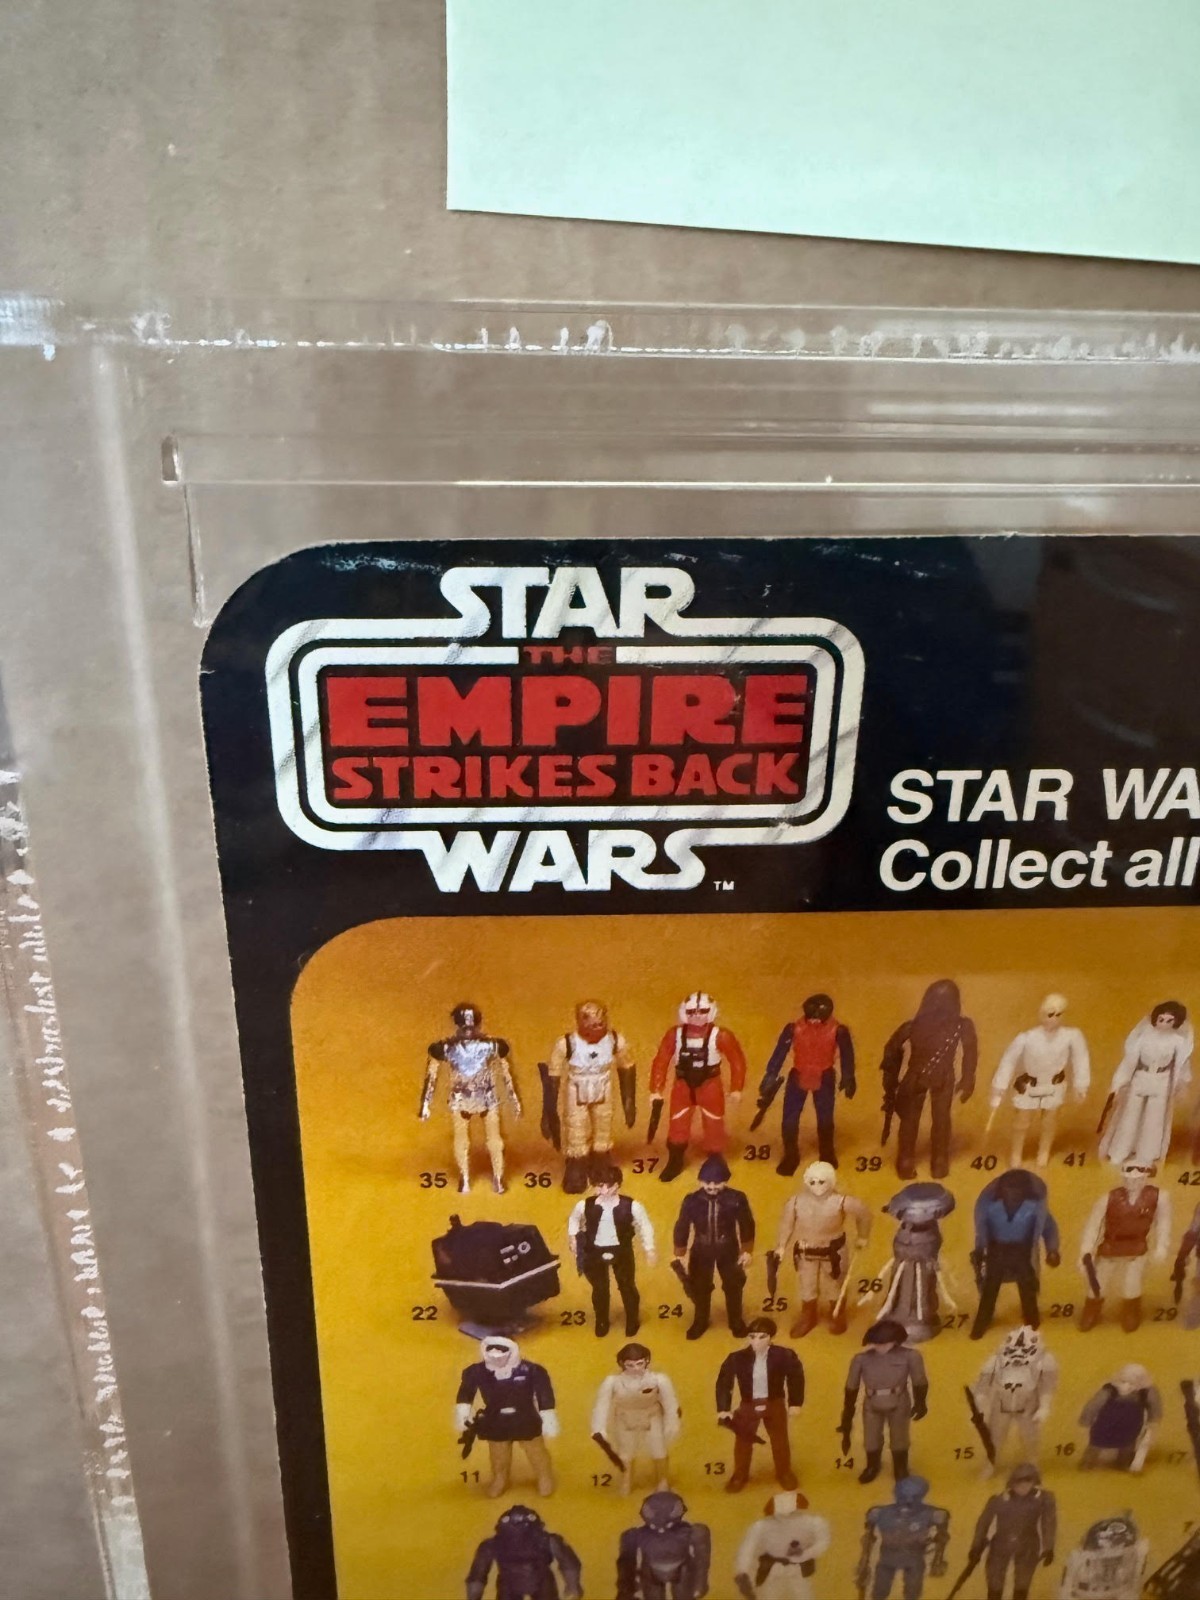 STAR
THE
EMPIRE
STRIKES BACK
WARS
TM
STAR WA
Collect all
35 36 37 38 39 40 41 42
22 23 24 25 26 27 28 29
11 12 13 14 15 16 17